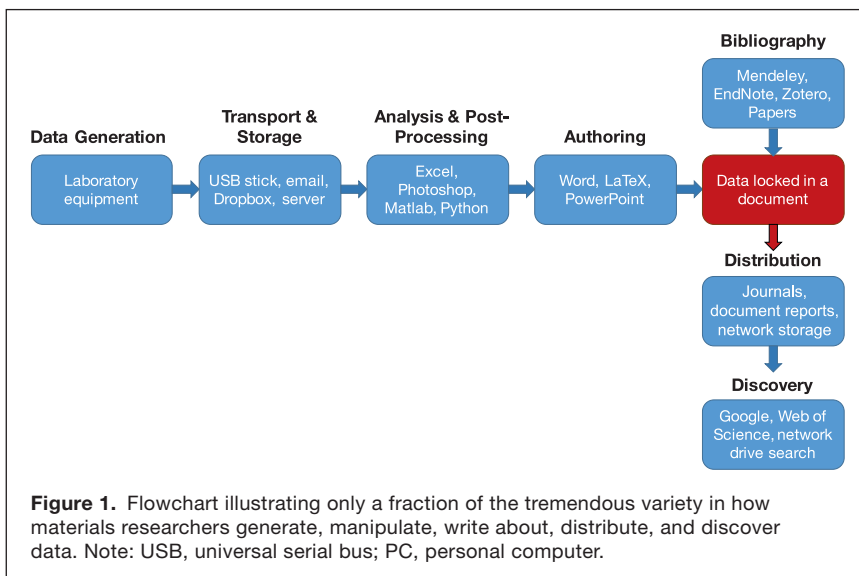 Bibliography
Mendeley,
EndNote, Zotero,
Papers
Data Generation
Laboratory
equipment
Transport &
Storage
USB stick, email,
Dropbox, server
Analysis & Post-
Processing
Excel,
Photoshop,
Matlab, Python
Authoring
Word, LaTeX,
PowerPoint
Data locked in a
document
Distribution
Journals,
document reports,
network storage
Discovery
Google, Web of
Science, network
drive search
Figure 1. Flowchart illustrating only a fraction of the tremendous variety in how
materials researchers generate, manipulate, write about, distribute, and discover
data. Note: USB, universal serial bus; PC, personal computer.